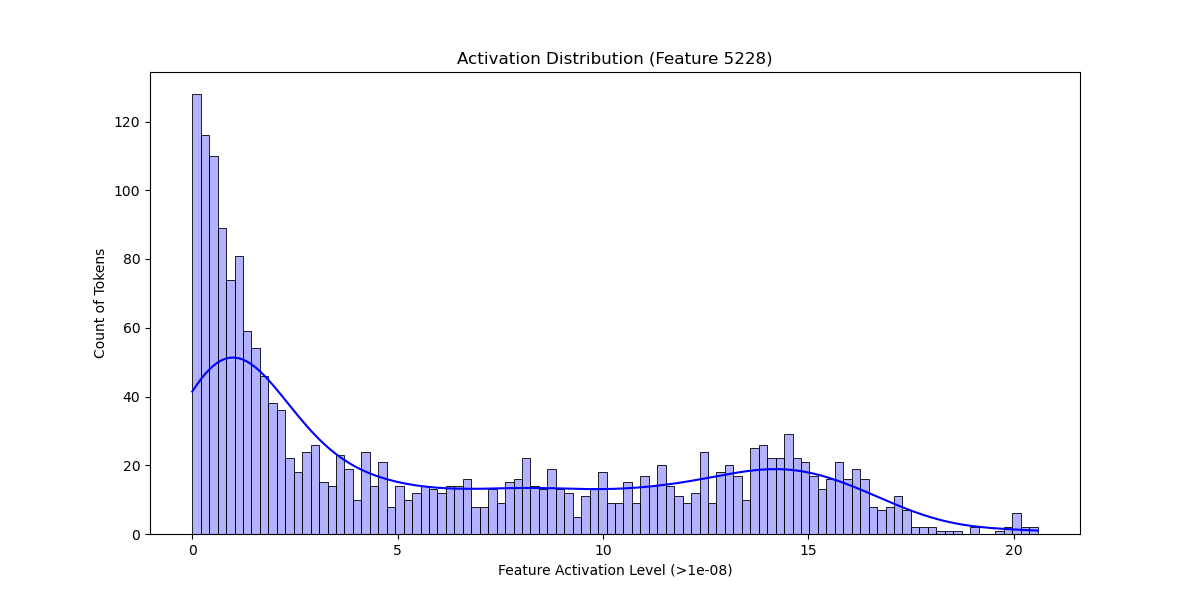 Activation Distribution (Feature 5228)
120
100
80
60
40
20
0
Count of Tokens
0 5 10 15 20
Feature Activation Level (>1e-08)